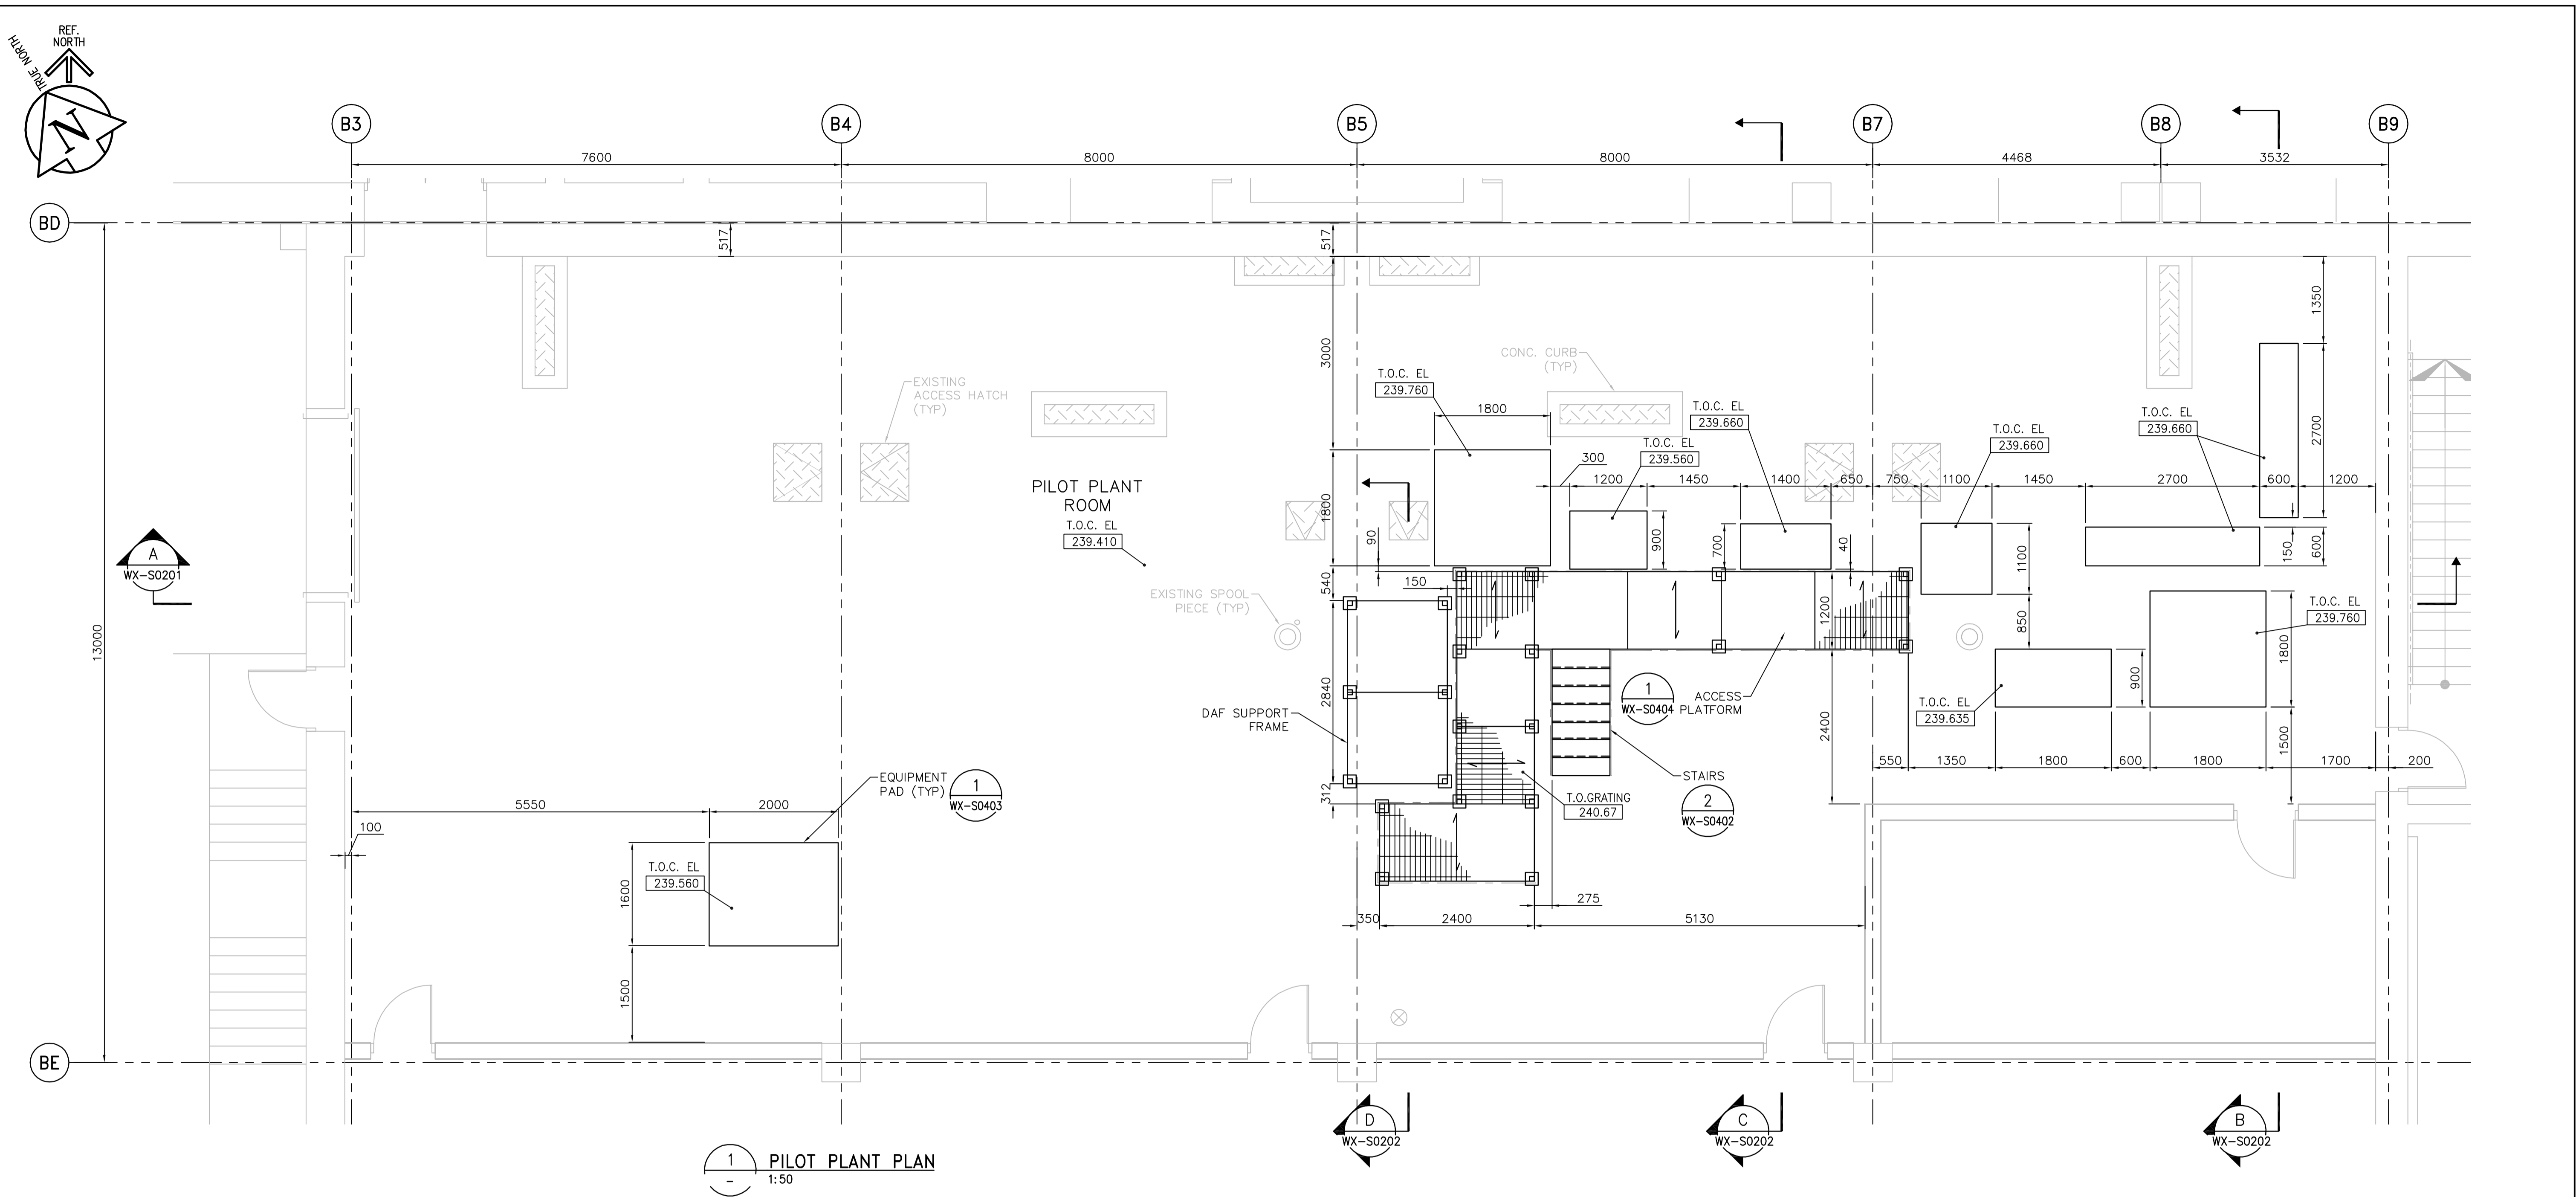 REF.
NORTH
TRUE NORTH
N
B3
B4
B5
B7
B8
B9
7600
8000
8000
4468
3532
BD
517
517
13000
3000
1350
2700
CONC. CURB
(TYP)
EXISTING
ACCESS HATCH
(TYP)
T.O.C. EL
239.760
1800
T.O.C. EL
239.660
T.O.C. EL
239.560
T.O.C. EL
239.660
T.O.C. EL
239.660
300
1200
1450
1400
650
750
1100
1450
2700
600
1200
PILOT PLANT
ROOM
T.O.C. EL
239.410
1800
90
900
700
40
1100
150
600
A
WX-S0201
540
150
EXISTING SPOOL
PIECE (TYP)
1200
850
T.O.C. EL
239.760
1800
2840
DAF SUPPORT
FRAME
1
WX-S0404
ACCESS
PLATFORM
2400
T.O.C. EL
239.635
900
1500
EQUIPMENT
PAD (TYP)
1
WX-S0403
STAIRS
2
WX-S0402
550
1350
1800
600
1800
1700
200
312
T.O.GRATING
240.67
5550
2000
100
T.O.C. EL
239.560
1600
275
350
2400
5130
1500
BE
D
WX-S0202
C
WX-S0202
B
WX-S0202
1
-
PILOT PLANT PLAN
1:50